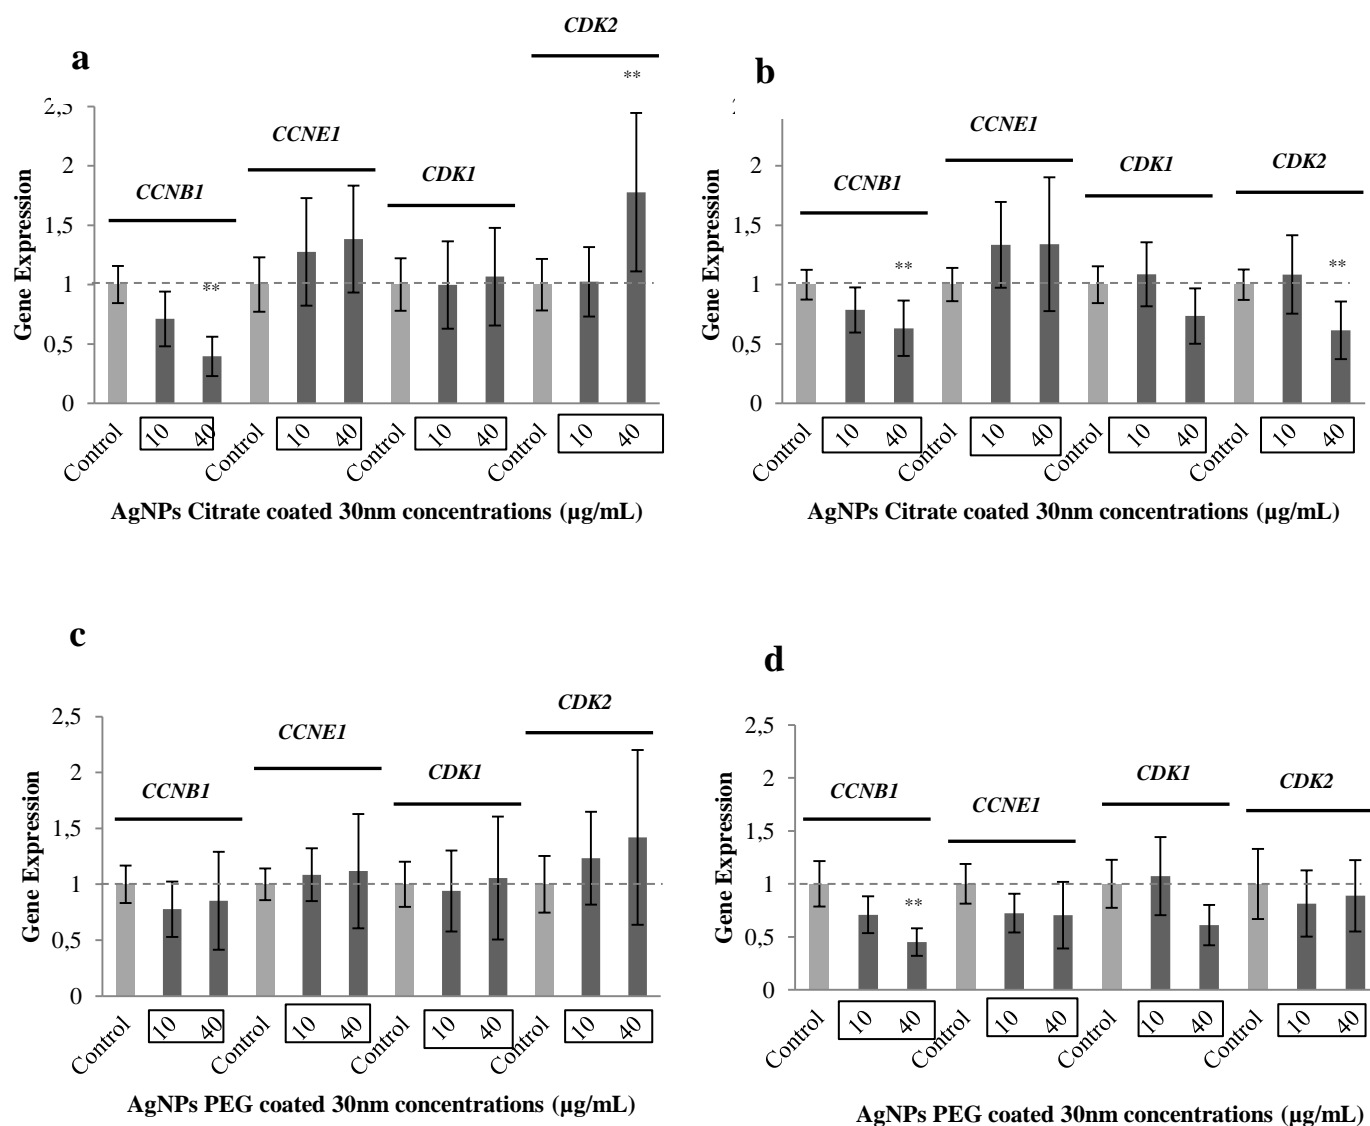 a
CDK2
**
2,5
2
1,5
1
0,5
0
Gene Expression
CCNB1
CCNE1
CDK1
**
Control
10
40
Control
10
40
Control
10
40
Control
10
40
AgNPs Citrate coated 30nm concentrations (µg/mL)
b
2
1,5
1
0,5
0
Gene Expression
CCNB1
CCNE1
CDK1
CDK2
**
**
Control
10
40
Control
10
40
Control
10
40
Control
10
40
AgNPs Citrate coated 30nm concentrations (µg/mL)
c
2,5
2
1,5
1
0,5
0
Gene Expression
CCNB1
CCNE1
CDK1
CDK2
Control
10
40
Control
10
40
Control
10
40
Control
10
40
AgNPs PEG coated 30nm concentrations (µg/mL)
d
2,5
2
1,5
1
0,5
0
Gene Expression
CCNB1
CCNE1
CDK1
CDK2
**
Control
10
40
Control
10
40
Control
10
40
Control
10
40
AgNPs PEG coated 30nm concentrations (µg/mL)